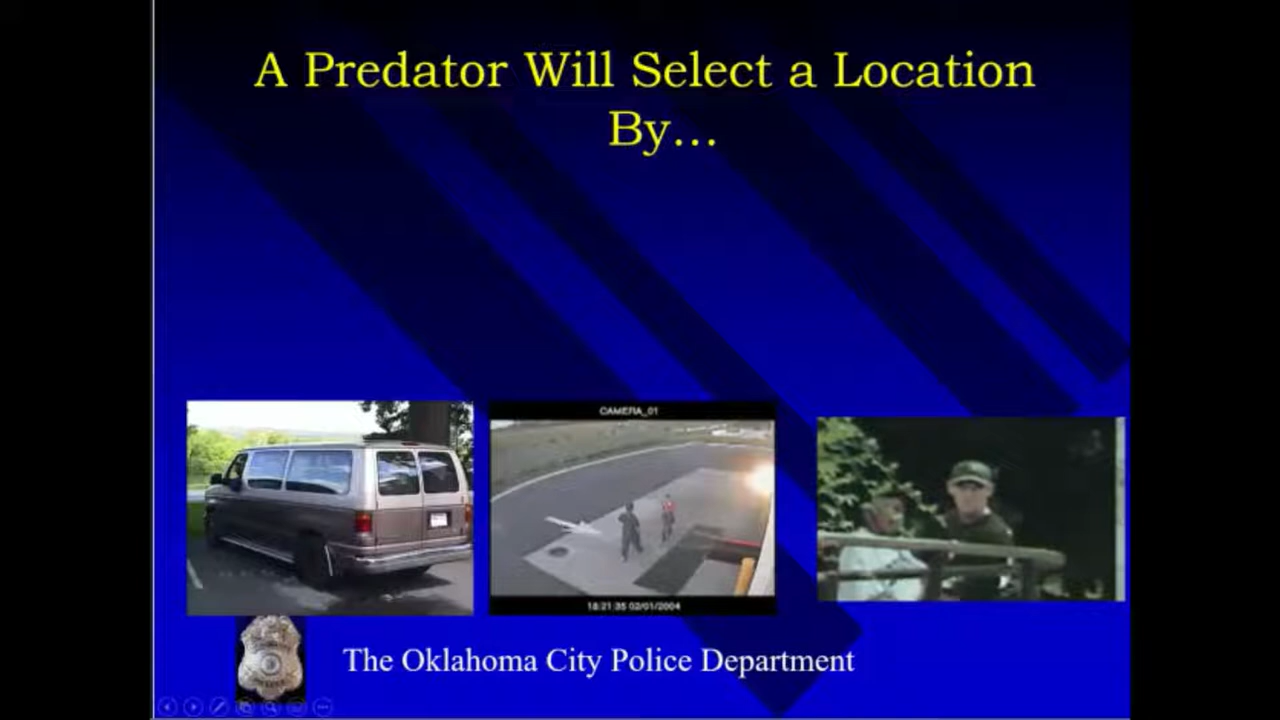 A Predator Will Select a Location
By...
CAMERA_01
18:21:35 02/01/2004
The Oklahoma City Police Department